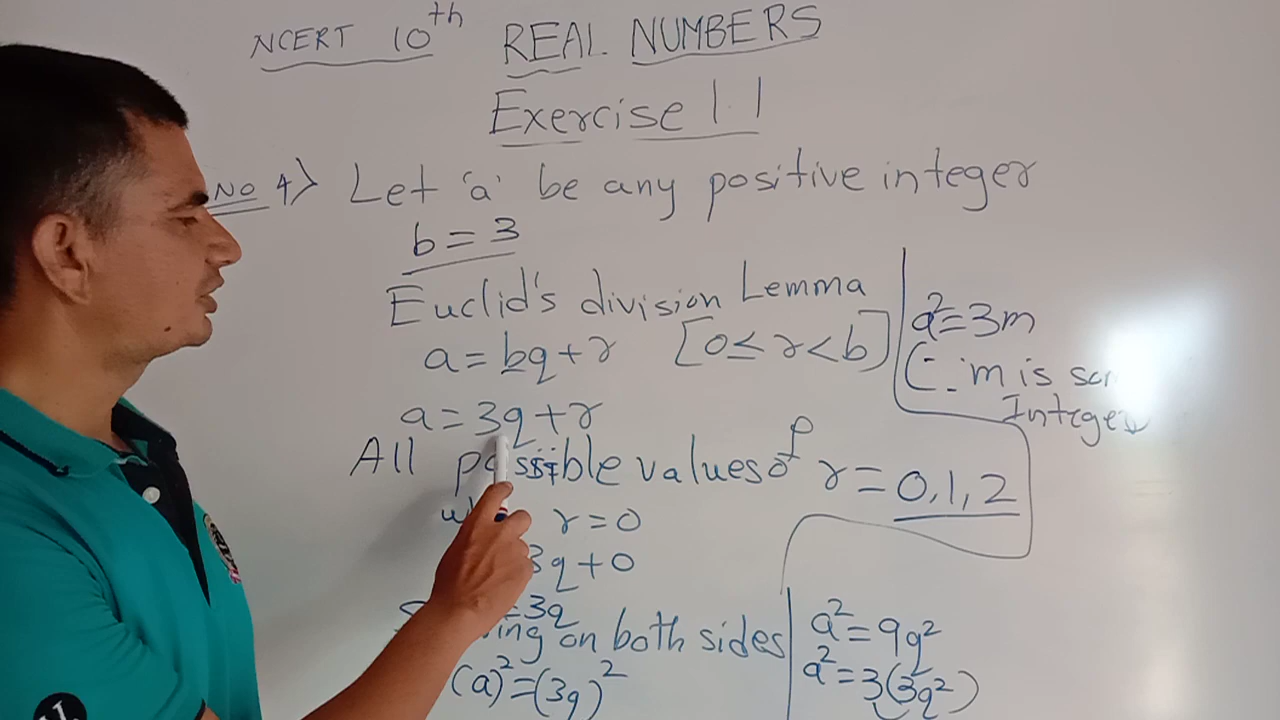 NCERT 10th REAL NUMBERS
Exercise 1.1
No 4) Let 'a' be any positive integer
b = 3
Euclid's division Lemma
a = bq + r [0 ≤ r < b]
a = 3q + r
All possible values of r = 0, 1, 2
r = 0
3q + 0
= 3q
on both sides
(a)² = (3q)²
a² = 9q²
a² = 3(3q²)
a² = 3m
m is
Integer